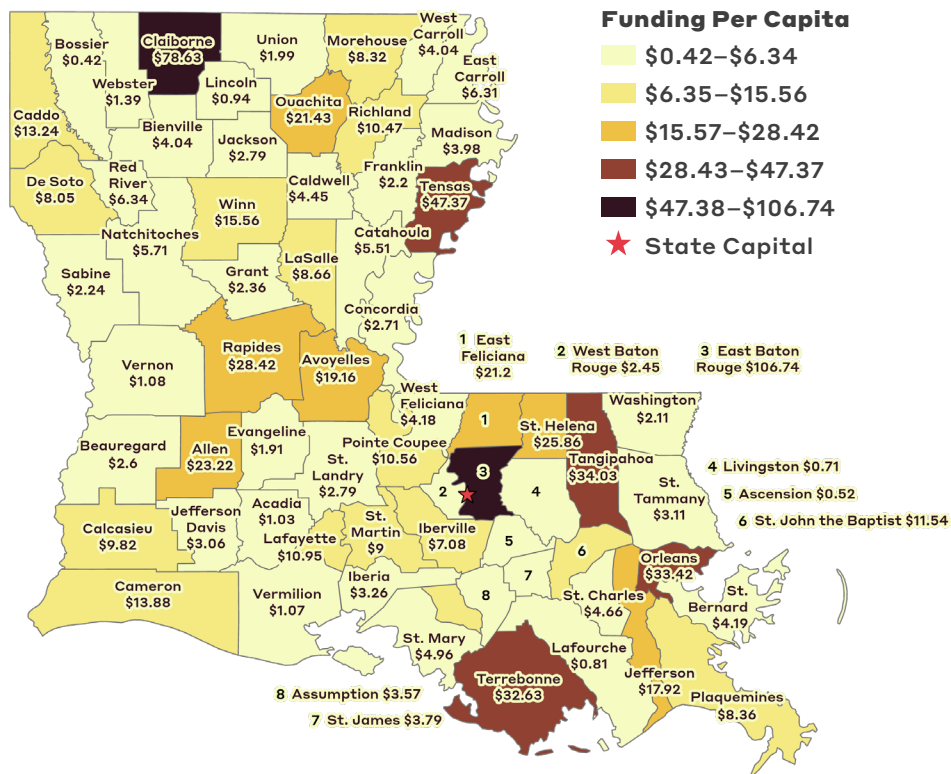 Funding Per Capita
$0.42–$6.34
$6.35–$15.56
$15.57–$28.42
$28.43–$47.37
$47.38–$106.74
State Capital
Bossier
$0.42
Claiborne
$78.63
Union
$1.99
Morehouse
$8.32
West
Carroll
$4.04
East
Carroll
$6.31
Webster
$1.39
Lincoln
$0.94
Ouachita
$21.43
Richland
$10.47
Caddo
$13.24
Bienville
$4.04
Jackson
$2.79
Madison
$3.98
De Soto
$8.05
Red
River
$6.34
Winn
$15.56
Caldwell
$4.45
Franklin
$2.2
Tensas
$47.37
Natchitoches
$5.71
Catahoula
$5.51
Sabine
$2.24
Grant
$2.36
LaSalle
$8.66
Concordia
$2.71
Vernon
$1.08
Rapides
$28.42
Avoyelles
$19.16
1 East
Feliciana
$21.2
2 West Baton
Rouge $2.45
3 East Baton
Rouge $106.74
West
Feliciana
$4.18
1
St. Helena
$25.86
Washington
$2.11
Beauregard
$2.6
Allen
$23.22
Evangeline
$1.91
Pointe Coupee
$10.56
Tangipahoa
$34.03
St.
Landry
$2.79
2
3
4
St.
Tammany
$3.11
4 Livingston $0.71
5 Ascension $0.52
6 St. John the Baptist $11.54
Calcasieu
$9.82
Jefferson
Davis
$3.06
Acadia
$1.03
Lafayette
$10.95
St.
Martin
$9
Iberville
$7.08
5
6
Orleans
$33.42
Cameron
$13.88
Vermilion
$1.07
Iberia
$3.26
7
8
St. Charles
$4.66
St.
Bernard
$4.19
St. Mary
$4.96
Lafourche
$0.81
Terrebonne
$32.63
Jefferson
$17.92
Plaquemines
$8.36
8 Assumption $3.57
7 St. James $3.79